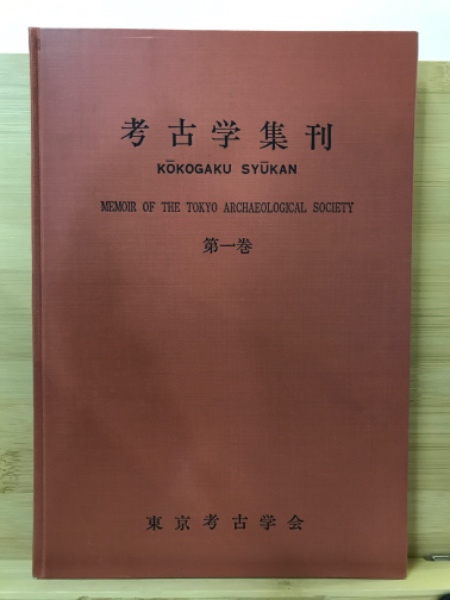 考古学集刊
KŌKOGAKU SYŪKAN
MEMOIR OF THE TOKYO ARCHAEOLOGICAL SOCIETY
第一巻
東京考古学会